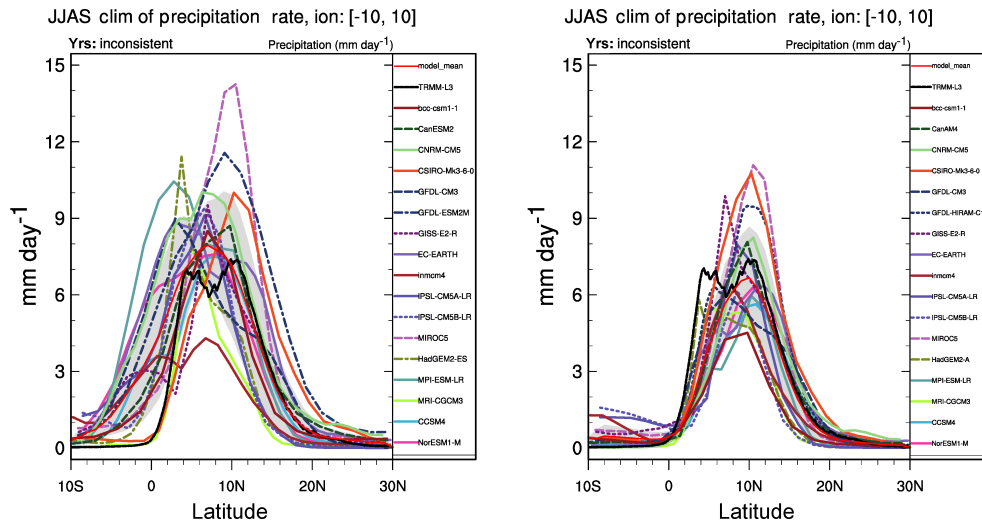 JJAS clim of precipitation rate, ion: [-10, 10]
Yrs: inconsistent
Precipitation (mm day-1)
mm day-1
15
12
9
6
3
0
10S
0
10N
20N
30N
Latitude
model_mean
TRMM-L3
bcc-csm1-1
CanESM2
CNRM-CM5
CSIRO-Mk3-6-0
GFDL-CM3
GFDL-ESM2M
GISS-E2-R
EC-EARTH
inmcm4
IPSL-CM5A-LR
IPSL-CM5B-LR
MIROC5
HadGEM2-ES
MPI-ESM-LR
MRI-CGCM3
CCSM4
NorESM1-M
JJAS clim of precipitation rate, ion: [-10, 10]
Yrs: inconsistent
Precipitation (mm day-1)
mm day-1
15
12
9
6
3
0
10S
0
10N
20N
30N
Latitude
model_mean
TRMM-L3
bcc-csm1-1
CanAM4
CNRM-CM5
CSIRO-Mk3-6-0
GFDL-CM3
GFDL-HIRAM-C1
GISS-E2-R
EC-EARTH
inmcm4
IPSL-CM5A-LR
IPSL-CM5B-LR
MIROC5
HadGEM2-A
MPI-ESM-LR
MRI-CGCM3
CCSM4
NorESM1-M